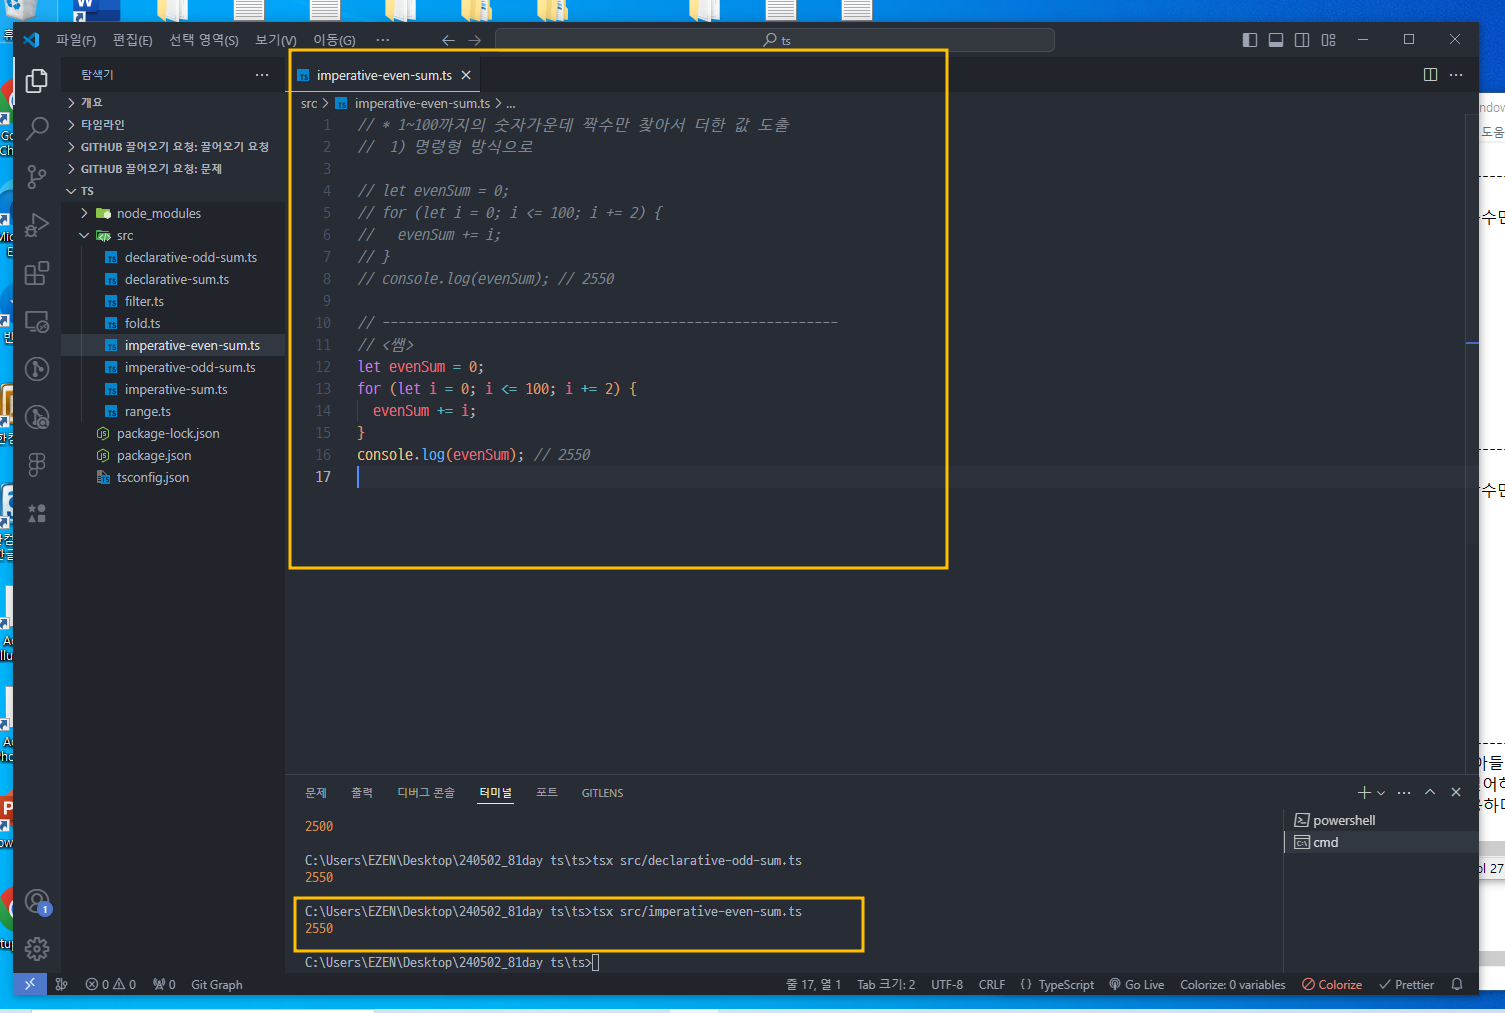 파일(F) 편집(E) 선택 영역(S) 보기(V) 이동(G) ··· ts
탐색기 ···
개요
타임라인
GITHUB 끌어오기 요청: 끌어오기 요청
GITHUB 끌어오기 요청: 문제
TS
node_modules
src
declarative-odd-sum.ts
declarative-sum.ts
filter.ts
fold.ts
imperative-even-sum.ts
imperative-odd-sum.ts
imperative-sum.ts
range.ts
package-lock.json
package.json
tsconfig.json
imperative-even-sum.ts
src > imperative-even-sum.ts > ...
1 // * 1~100까지의 숫자가운데 짝수만 찾아서 더한 값 도출
2 //  1) 명령형 방식으로
3
4 // let evenSum = 0;
5 // for (let i = 0; i <= 100; i += 2) {
6 //   evenSum += i;
7 // }
8 // console.log(evenSum); // 2550
9
10 // ---------------------------------------------------------
11 // <쌤>
12 let evenSum = 0;
13 for (let i = 0; i <= 100; i += 2) {
14   evenSum += i;
15 }
16 console.log(evenSum); // 2550
17
문제 출력 디버그 콘솔 터미널 포트 GITLENS
2500
C:\Users\EZEN\Desktop\240502_81day ts\ts>tsx src/declarative-odd-sum.ts
2550
C:\Users\EZEN\Desktop\240502_81day ts\ts>tsx src/imperative-even-sum.ts
2550
C:\Users\EZEN\Desktop\240502_81day ts\ts>
powershell
cmd
1
0 0 0 Git Graph 줄 17, 열 1 Tab 크기: 2 UTF-8 CRLF {} TypeScript Go Live Colorize: 0 variables Colorize Prettier